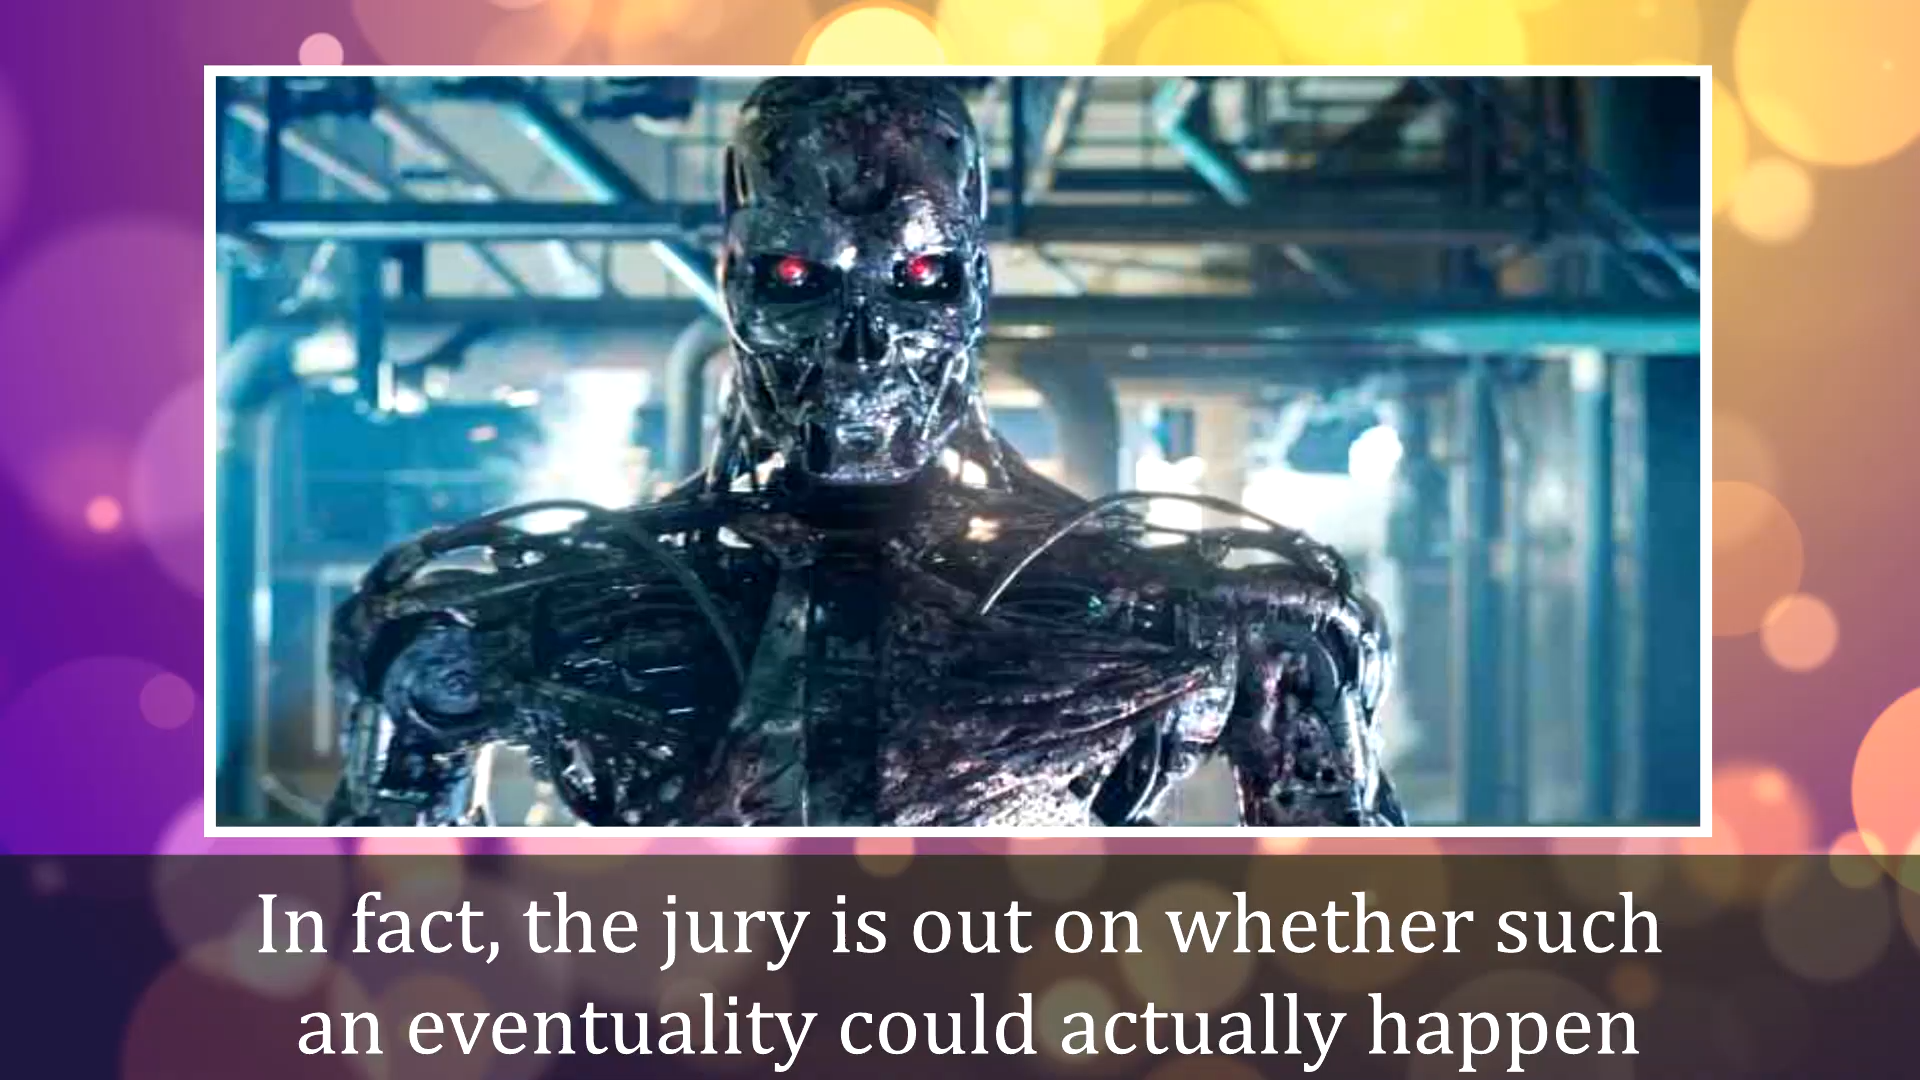 In fact, the jury is out on whether such
an eventuality could actually happen